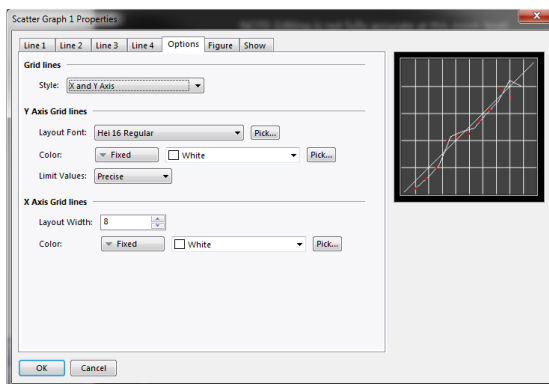 Scatter Graph 1 Properties
Line 1 Line 2 Line 3 Line 4 Options Figure Show
Grid lines
Style: X and Y Axis
Y Axis Grid lines
Layout Font: Hei 16 Regular Pick...
Color: Fixed White Pick...
Limit Values: Precise
X Axis Grid lines
Layout Width: 8
Color: Fixed White Pick...
OK Cancel